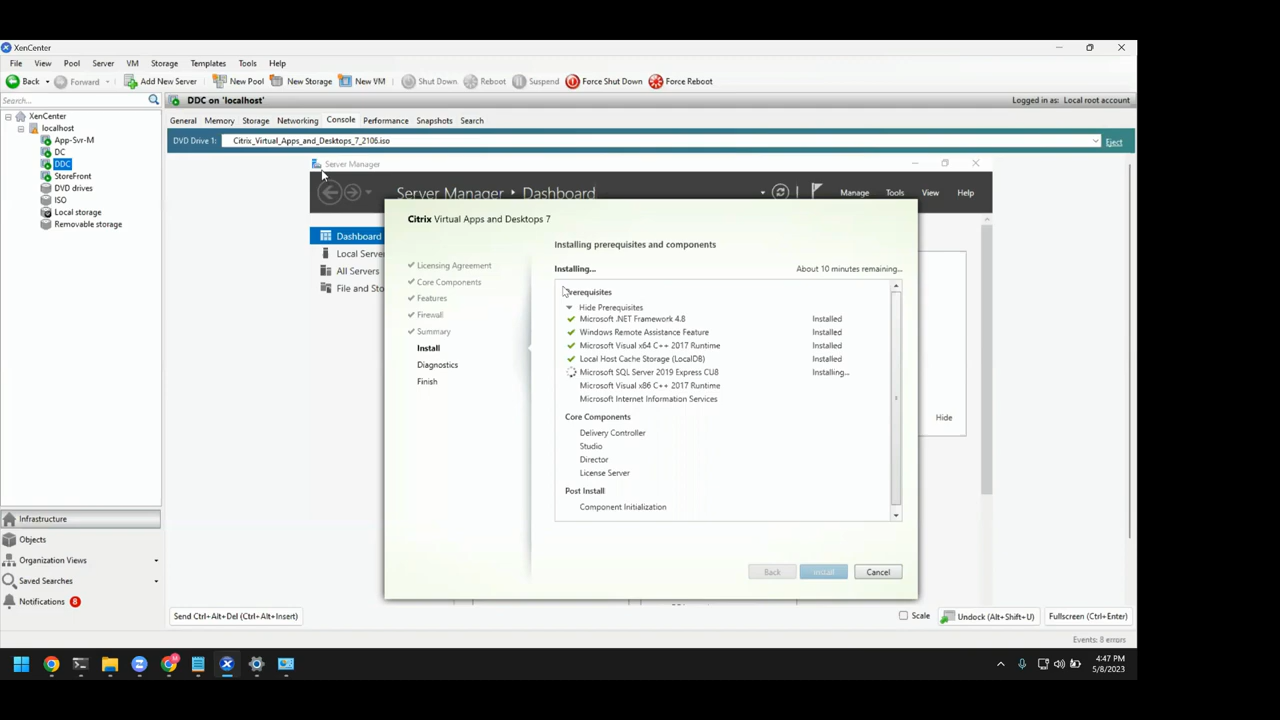 XenCenter
File View Pool Server VM Storage Templates Tools Help
Back Forward Add New Server New Pool New Storage New VM Shut Down Reboot Suspend Force Shut Down Force Reboot
Search...
DDC on 'localhost'
Logged in as: Local root account
XenCenter
localhost
App-Svr-M
DC
DDC
StoreFront
DVD drives
ISO
Local storage
Removable storage
General Memory Storage Networking Console Performance Snapshots Search
DVD Drive 1: Citrix_Virtual_Apps_and_Desktops_7_2106.iso Eject
Server Manager
Server Manager • Dashboard
Manage Tools View Help
Dashboard
Local Serve
All Servers
File and Sto
Hide
Citrix Virtual Apps and Desktops 7
Licensing Agreement
Core Components
Features
Firewall
Summary
Install
Diagnostics
Finish
Installing prerequisites and components
Installing... About 10 minutes remaining...
Prerequisites
Hide Prerequisites
Microsoft .NET Framework 4.8 Installed
Windows Remote Assistance Feature Installed
Microsoft Visual x64 C++ 2017 Runtime Installed
Local Host Cache Storage (LocalDB) Installed
Microsoft SQL Server 2019 Express CU8 Installing...
Microsoft Visual x86 C++ 2017 Runtime
Microsoft Internet Information Services
Core Components
Delivery Controller
Studio
Director
License Server
Post Install
Component Initialization
Back Install Cancel
Infrastructure
Objects
Organization Views
Saved Searches
Notifications 8
Send Ctrl+Alt+Del (Ctrl+Alt+Insert)
Scale Undock (Alt+Shift+U) Fullscreen (Ctrl+Enter)
Events: 8 errors
4:47 PM
5/8/2023